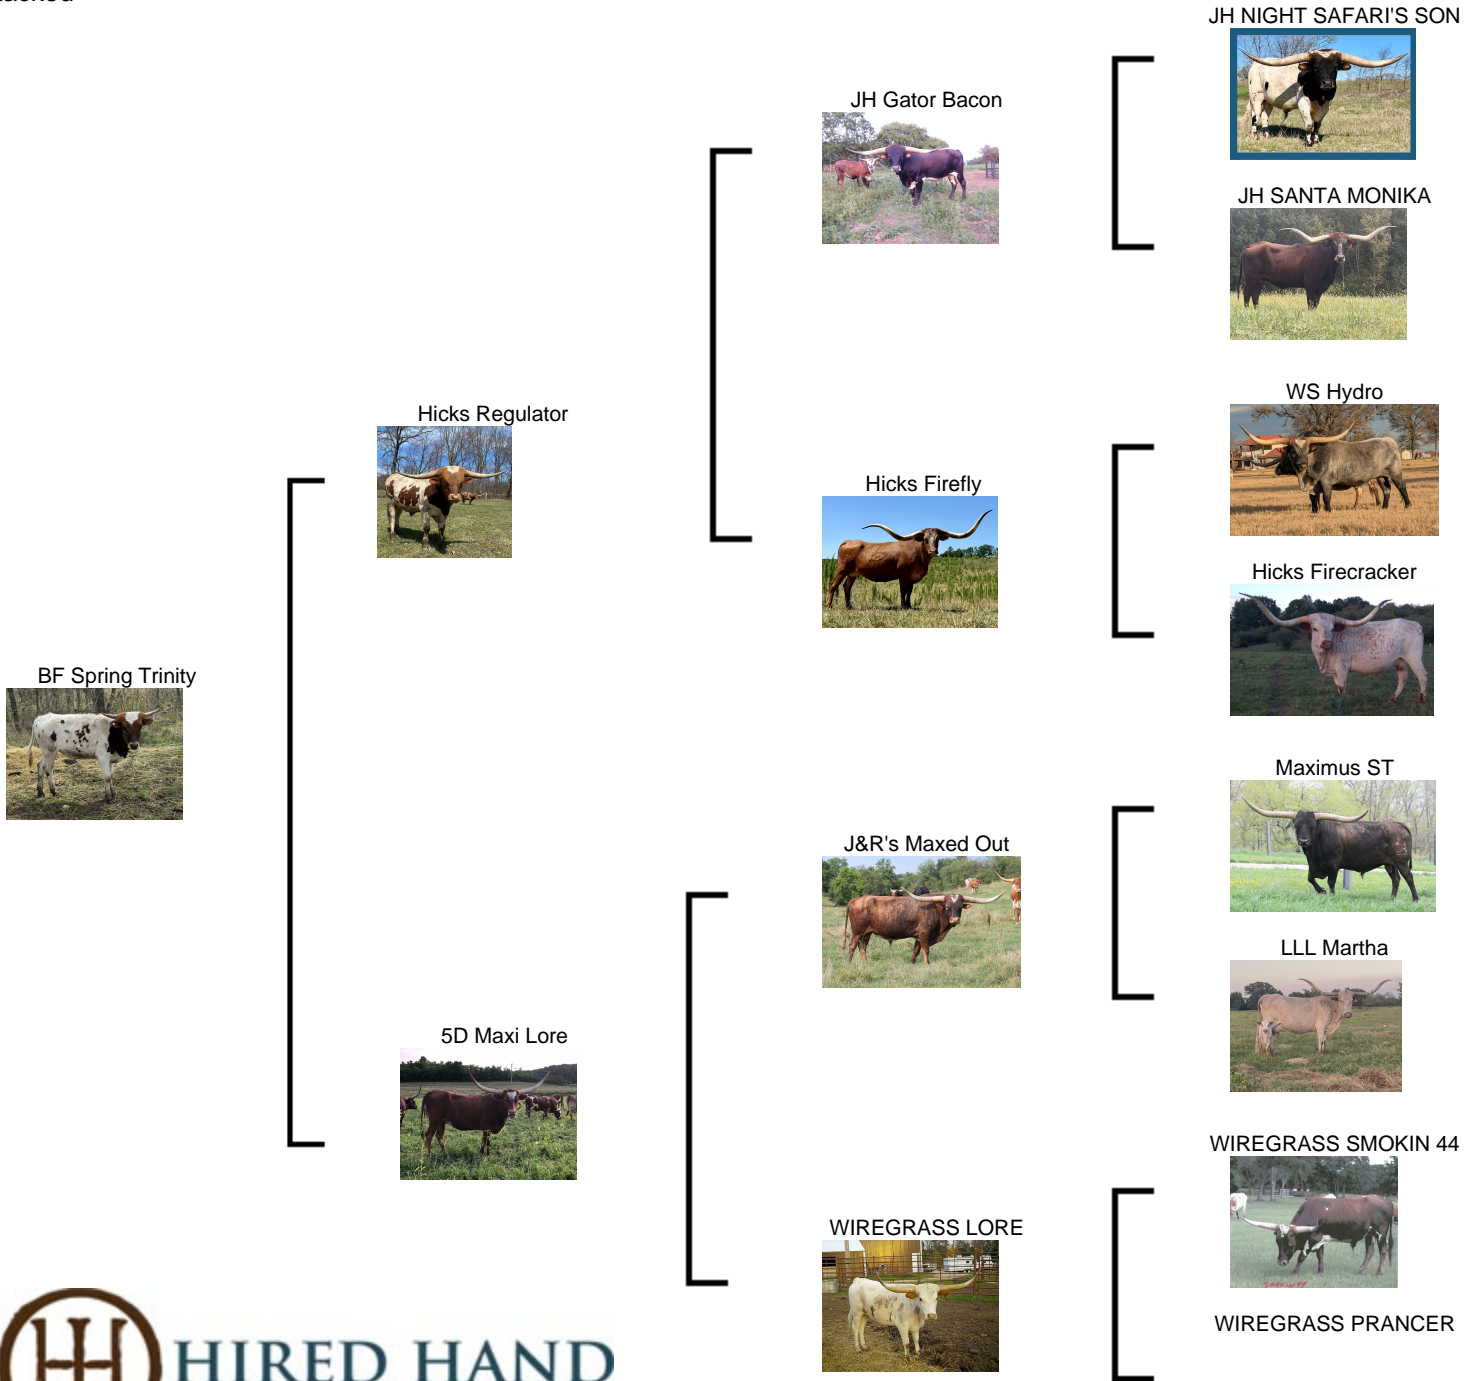 JH NIGHT SAFARI'S SON
JH Gator Bacon
JH SANTA MONIKA
WS Hydro
Hicks Regulator
Hicks Firefly
Hicks Firecracker
BF Spring Trinity
Maximus ST
J&R's Maxed Out
LLL Martha
5D Maxi Lore
WIREGRASS SMOKIN 44
WIREGRASS LORE
WIREGRASS PRANCER
HIRED HAND